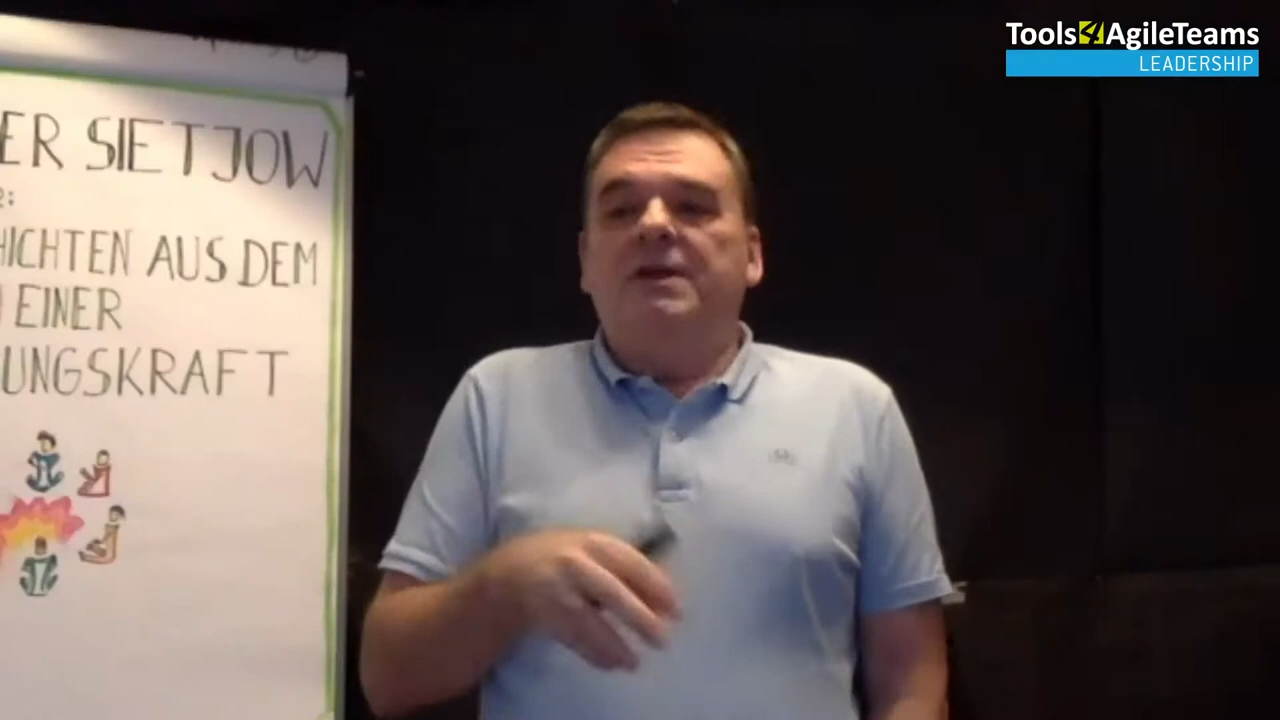 Tools4AgileTeams
LEADERSHIP
ER SIETJOW
R:
HICHTEN AUS DEM
EINER
UNGSKRAFT